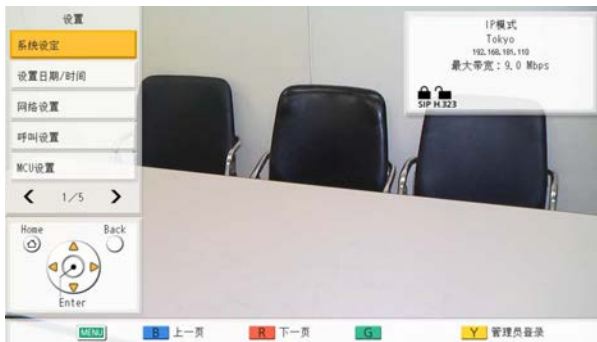 设置
系统设定
设置日期/时间
网络设置
呼叫设置
MCU设置
1/5
Home
Back
Enter
IP模式
Tokyo
192.168.181.110
最大带宽：9.0 Mbps
SIP H.323
MENU
B 上一页
R 下一页
G
Y 管理员登录